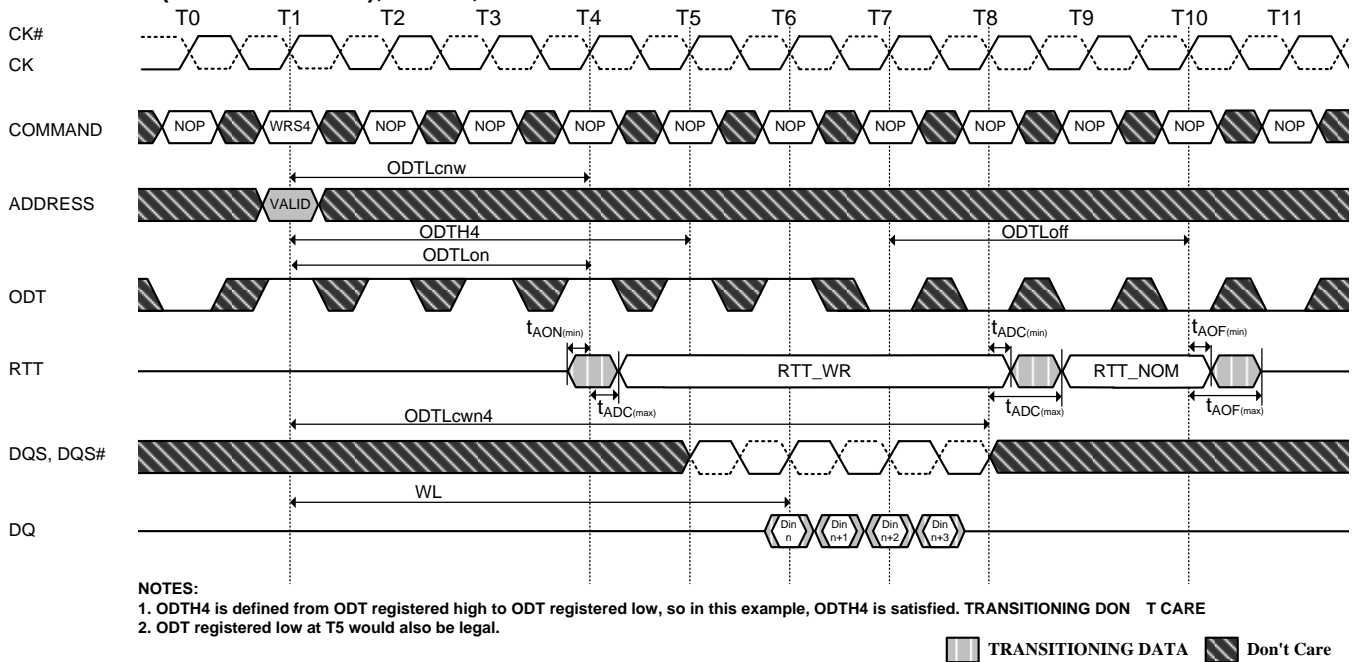 T0 T1 T2 T3 T4 T5 T6 T7 T8 T9 T10 T11
CK#
CK
COMMAND NOP WRS4 NOP NOP NOP NOP NOP NOP NOP NOP NOP NOP
ODTLcnw
ADDRESS VALID
ODTH4 ODTLoff
ODTLon
ODT
tAON(min) tADC(min) tAOF(min)
RTT RTT_WR RTT_NOM
tADC(max) tADC(max) tAOF(max)
ODTLcwn4
DQS, DQS#
WL
DQ Din n Din n+1 Din n+2 Din n+3
NOTES:
1. ODTH4 is defined from ODT registered high to ODT registered low, so in this example, ODTH4 is satisfied. TRANSITIONING DON T CARE
2. ODT registered low at T5 would also be legal.
TRANSITIONING DATA Don't Care